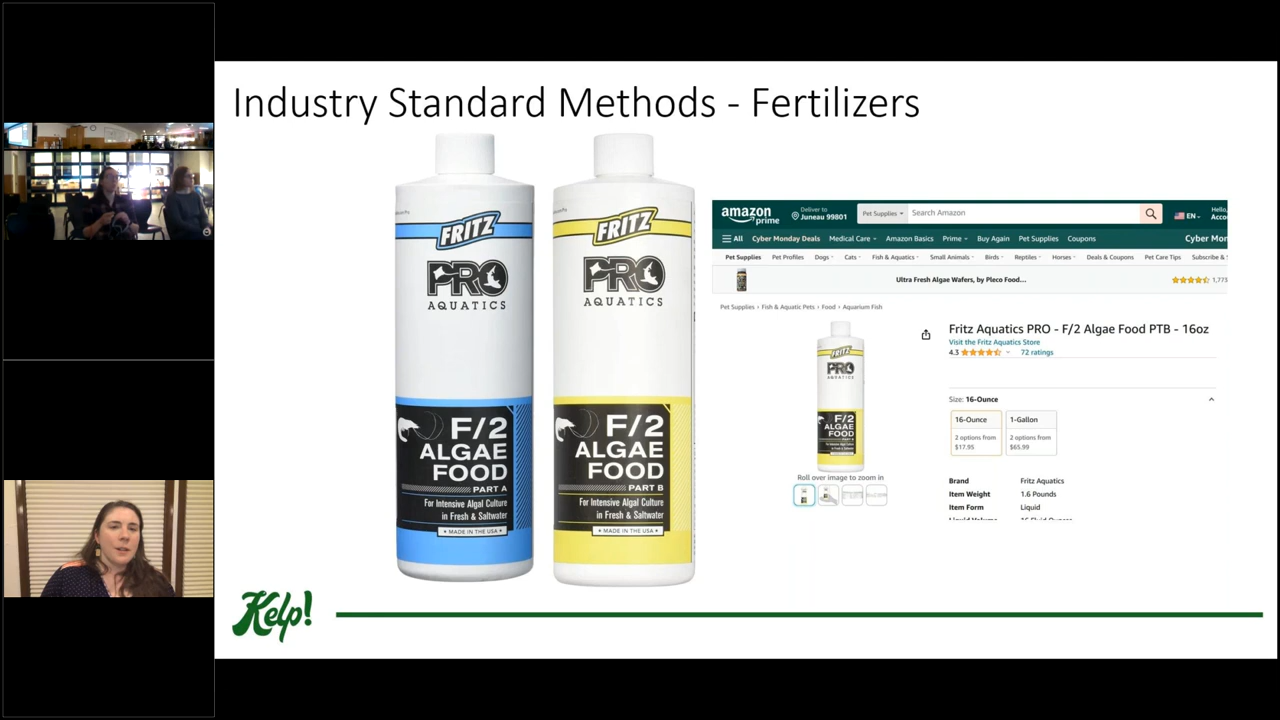 Industry Standard Methods - Fertilizers
FRITZ
PRO
AQUATICS
F/2
ALGAE
FOOD
PART A
For Intensive Algal Culture
in Fresh & Saltwater
MADE IN THE USA
FRITZ
PRO
AQUATICS
F/2
ALGAE
FOOD
PART B
For Intensive Algal Culture
in Fresh & Saltwater
MADE IN THE USA
amazon prime
Deliver to
Juneau 99801
Pet Supplies
Search Amazon
EN
Hello,
All Cyber Monday Deals Medical Care Amazon Basics Prime Buy Again Pet Supplies Coupons
Pet Supplies Pet Profiles Dogs Cats Fish & Aquatics Small Animals Birds Reptiles Horses Deals & Coupons Pet Care Tips Subscribe &
Ultra Fresh Algae Wafers, by Pleco Food...
Pet Supplies › Fish & Aquatic Pets › Food › Aquarium Fish
FRITZ
PRO
AQUATICS
F/2
ALGAE
FOOD
Roll over image to zoom in
Fritz Aquatics PRO - F/2 Algae Food PTB - 16oz
Visit the Fritz Aquatics Store
4.3 72 ratings
Size: 16-Ounce
16-Ounce
2 options from
$17.95
1-Gallon
2 options from
$65.99
Brand Fritz Aquatics
Item Weight 1.6 Pounds
Item Form Liquid
Kelp!